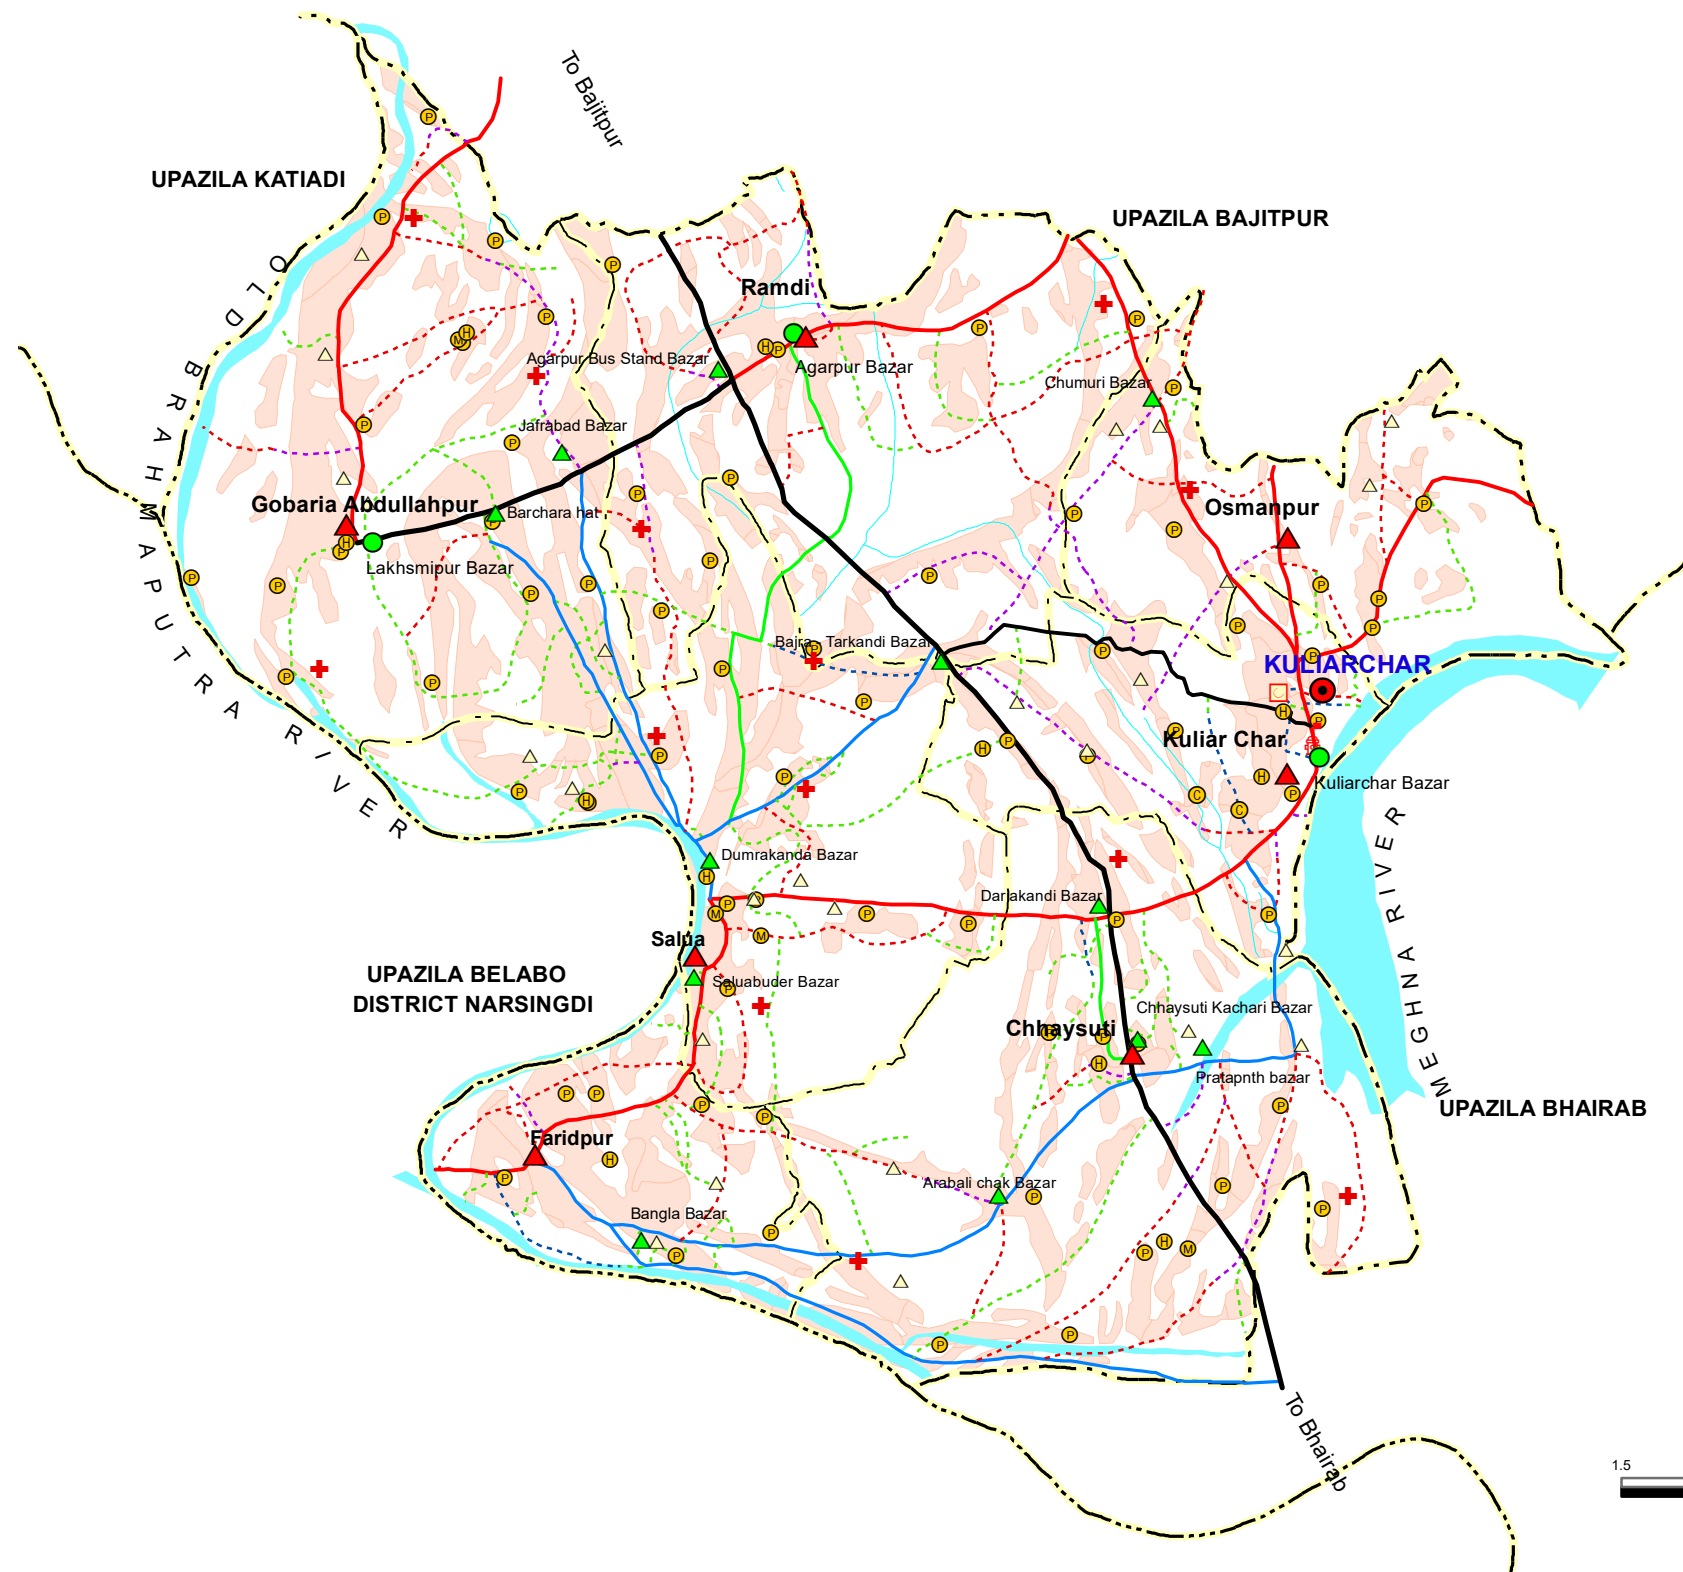 To Bajitpur
UPAZILA KATIADI
UPAZILA BAJITPUR
OLD BRAHMAPUTRA RIVER
Ramdi
Agarpur Bus Stand Bazar
Agarpur Bazar
Chumuri Bazar
Jafrabad Bazar
Gobaria Abdullahpur
Barchara hat
Osmanpur
Lakhsmipur Bazar
Bajra Tarkandi Bazar
KULIARCHAR
Kuliar Char
Kuliarchar Bazar
MEGHNA RIVER
Dumrakanda Bazar
Dariakandi Bazar
Salua
UPAZILA BELABO
DISTRICT NARSINGDI
Saluabuder Bazar
Chhaysuti Kachari Bazar
Chhaysuti
Pratapnth bazar
UPAZILA BHAIRAB
Faridpur
Arabali chak Bazar
Bangla Bazar
To Bhairab
1.5